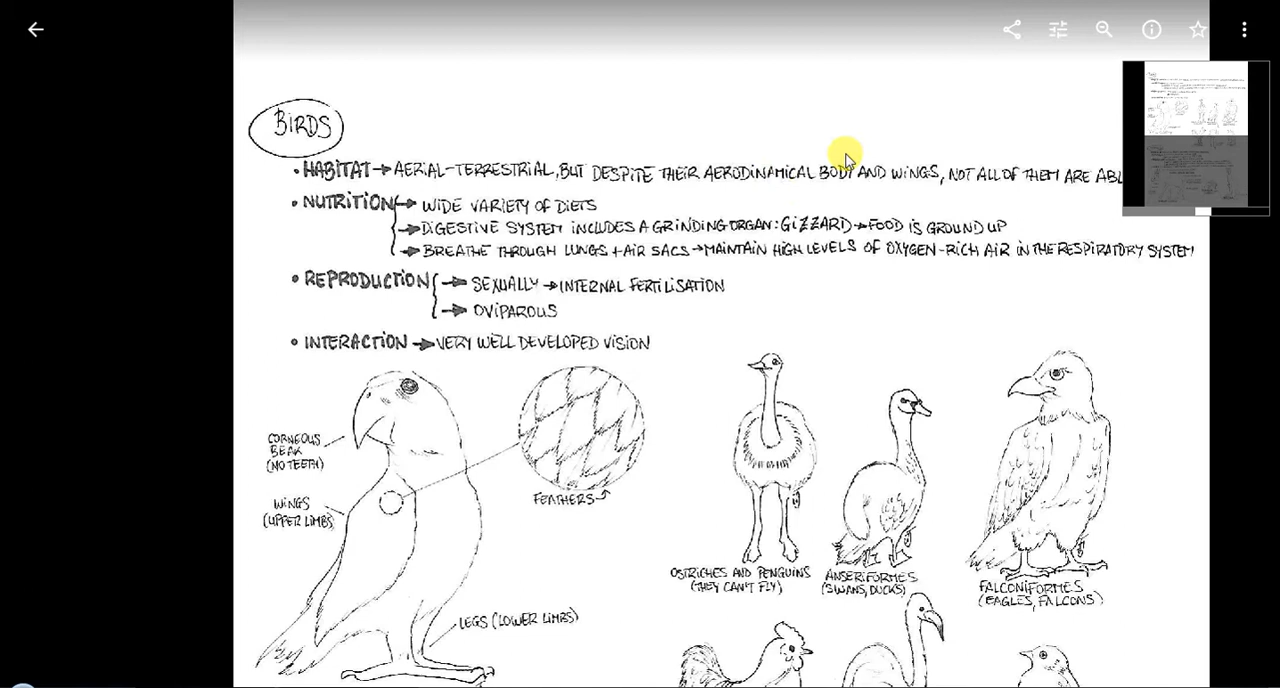 BIRDS
• HABITAT → AERIAL-TERRESTRIAL, BUT DESPITE THEIR AERODINAMICAL BODY AND WINGS, NOT ALL OF THEM ARE ABL
• NUTRITION → WIDE VARIETY OF DIETS
→ DIGESTIVE SYSTEM INCLUDES A GRINDING ORGAN: GIZZARD → FOOD IS GROUND UP
→ BREATHE THROUGH LUNGS + AIR SACS → MAINTAIN HIGH LEVELS OF OXYGEN-RICH AIR IN THE RESPIRATORY SYSTEM
• REPRODUCTION → SEXUALLY → INTERNAL FERTILISATION
→ OVIPAROUS
• INTERACTION → VERY WELL DEVELOPED VISION
CORNEOUS
BEAK
(NO TEETH)
WINGS
(UPPER LIMBS)
FEATHERS
LEGS (LOWER LIMBS)
OSTRICHES AND PENGUINS
(THEY CAN'T FLY)
ANSERIFORMES
(SWANS, DUCKS)
FALCONIFORMES
(EAGLES, FALCONS)